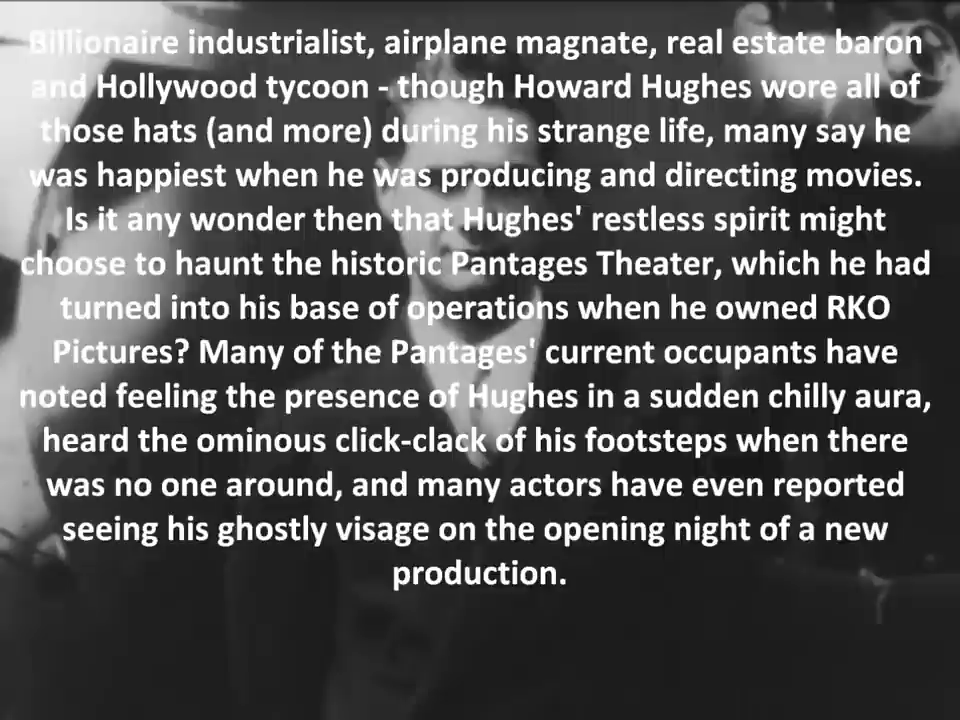 Billionaire industrialist, airplane magnate, real estate baron
and Hollywood tycoon - though Howard Hughes wore all of
those hats (and more) during his strange life, many say he
was happiest when he was producing and directing movies.
Is it any wonder then that Hughes' restless spirit might
choose to haunt the historic Pantages Theater, which he had
turned into his base of operations when he owned RKO
Pictures? Many of the Pantages' current occupants have
noted feeling the presence of Hughes in a sudden chilly aura,
heard the ominous click-clack of his footsteps when there
was no one around, and many actors have even reported
seeing his ghostly visage on the opening night of a new
production.